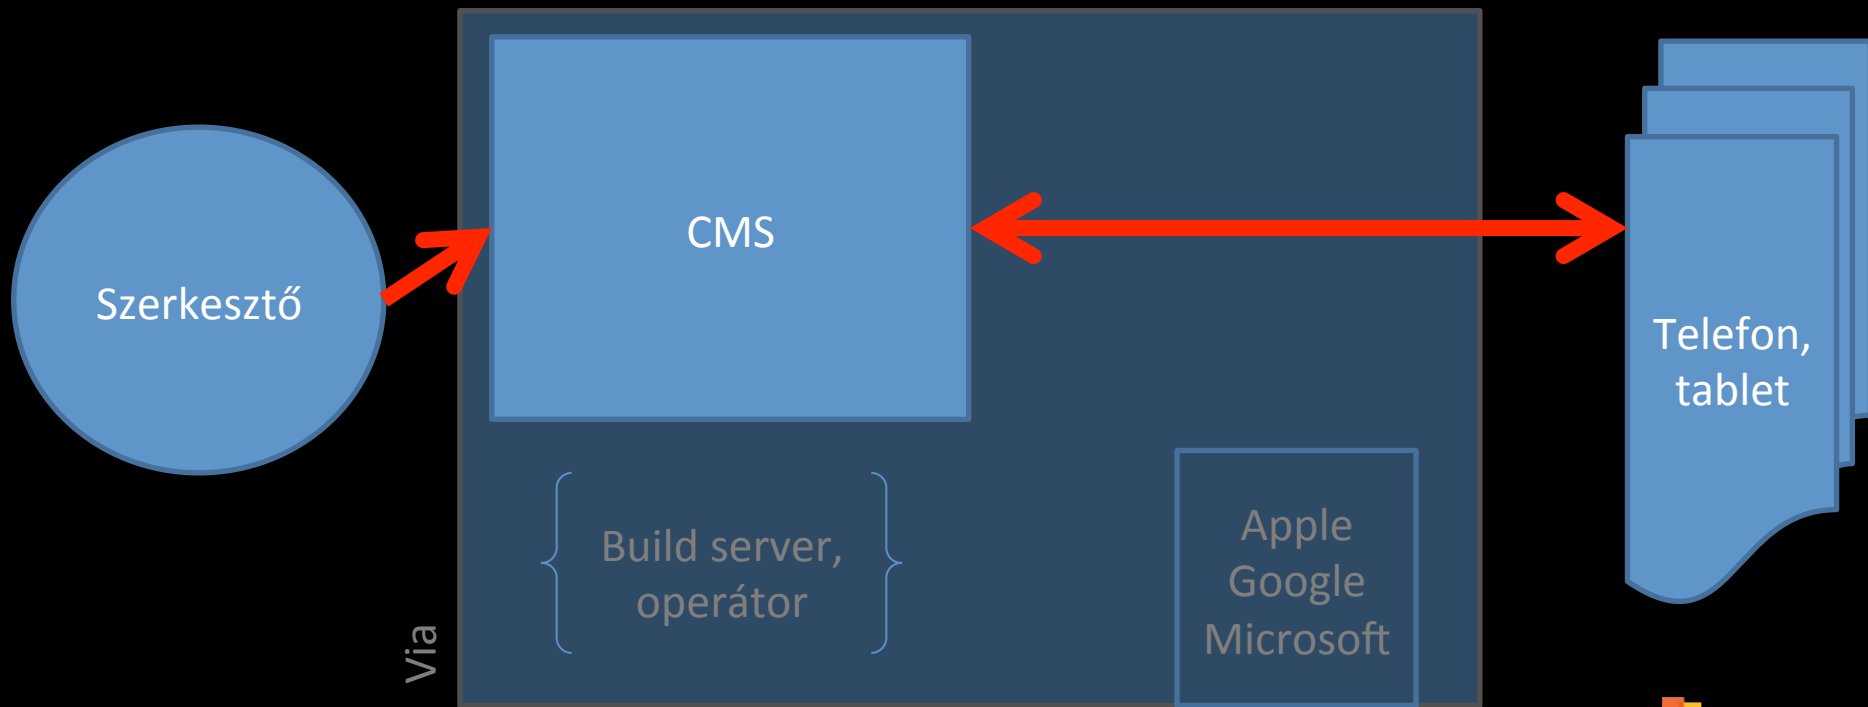 Szerkesztő
CMS
Telefon,
tablet
Build server,
operátor
Apple
Google
Microsoft
Via